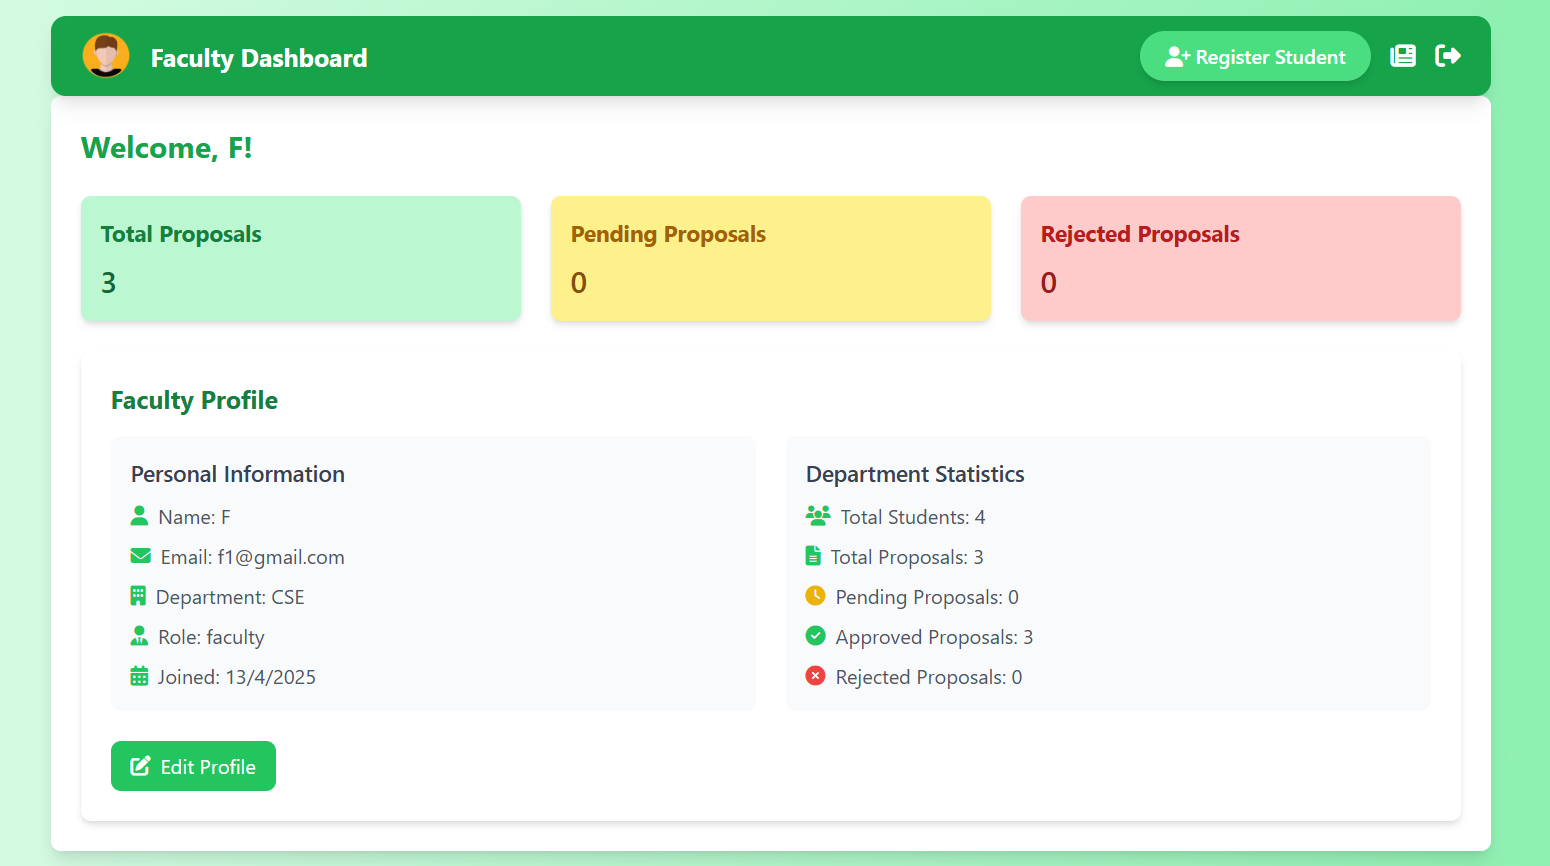 Faculty Dashboard
Register Student
Welcome, F!
Total Proposals
3
Pending Proposals
0
Rejected Proposals
0
Faculty Profile
Personal Information
Name: F
Email: f1@gmail.com
Department: CSE
Role: faculty
Joined: 13/4/2025
Department Statistics
Total Students: 4
Total Proposals: 3
Pending Proposals: 0
Approved Proposals: 3
Rejected Proposals: 0
Edit Profile